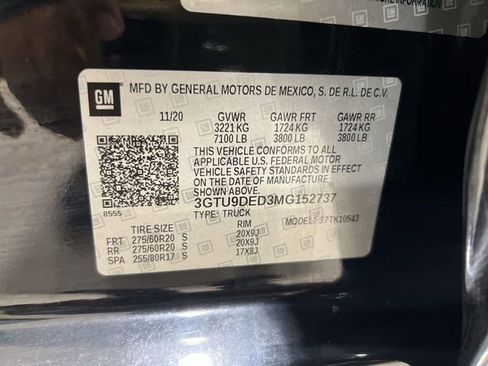 INFORMATION
GM
MFD BY GENERAL MOTORS DE MEXICO, S. DE R.L. DE C.V.
11/20 GVWR GAWR FRT GAWR RR
3221 KG 1724 KG 1724 KG
7100 LB 3800 LB 3800 LB
THIS VEHICLE CONFORMS TO ALL
APPLICABLE U.S. FEDERAL MOTOR
VEHICLE SAFETY STANDARDS IN EFFECT
ON THE DATE OF MANUFACTURE SHOWN
ABOVE.
3GTU9DED3MG152737
8555
TYPE: TRUCK MODEL: TK10543
TIRE SIZE RIM
FRT 275/60R20 S 20X9J
RR 275/60R20 S 20X9J
SPA 255/80R17 S 17X8J